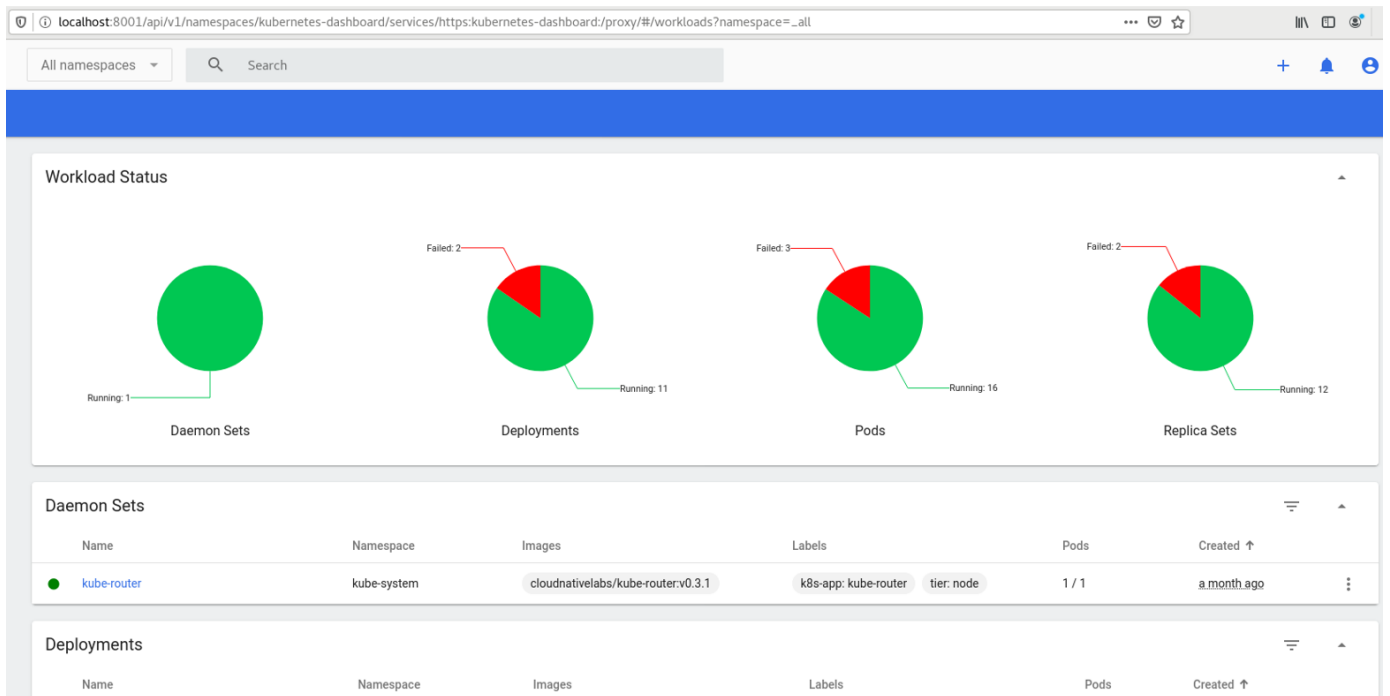 localhost:8001/api/v1/namespaces/kubernetes-dashboard/services/https:kubernetes-dashboard:/proxy/#/workloads?namespace=_all
All namespaces Search
Workload Status
Failed: 2 Failed: 3 Failed: 2
Running: 11 Running: 16 Running: 12
Running: 1
Daemon Sets Deployments Pods Replica Sets
Daemon Sets
Name Namespace Images Labels Pods Created ↑
kube-router kube-system cloudnativelabs/kube-router:v0.3.1 k8s-app: kube-router tier: node 1 / 1 a month ago
Deployments
Name Namespace Images Labels Pods Created ↑